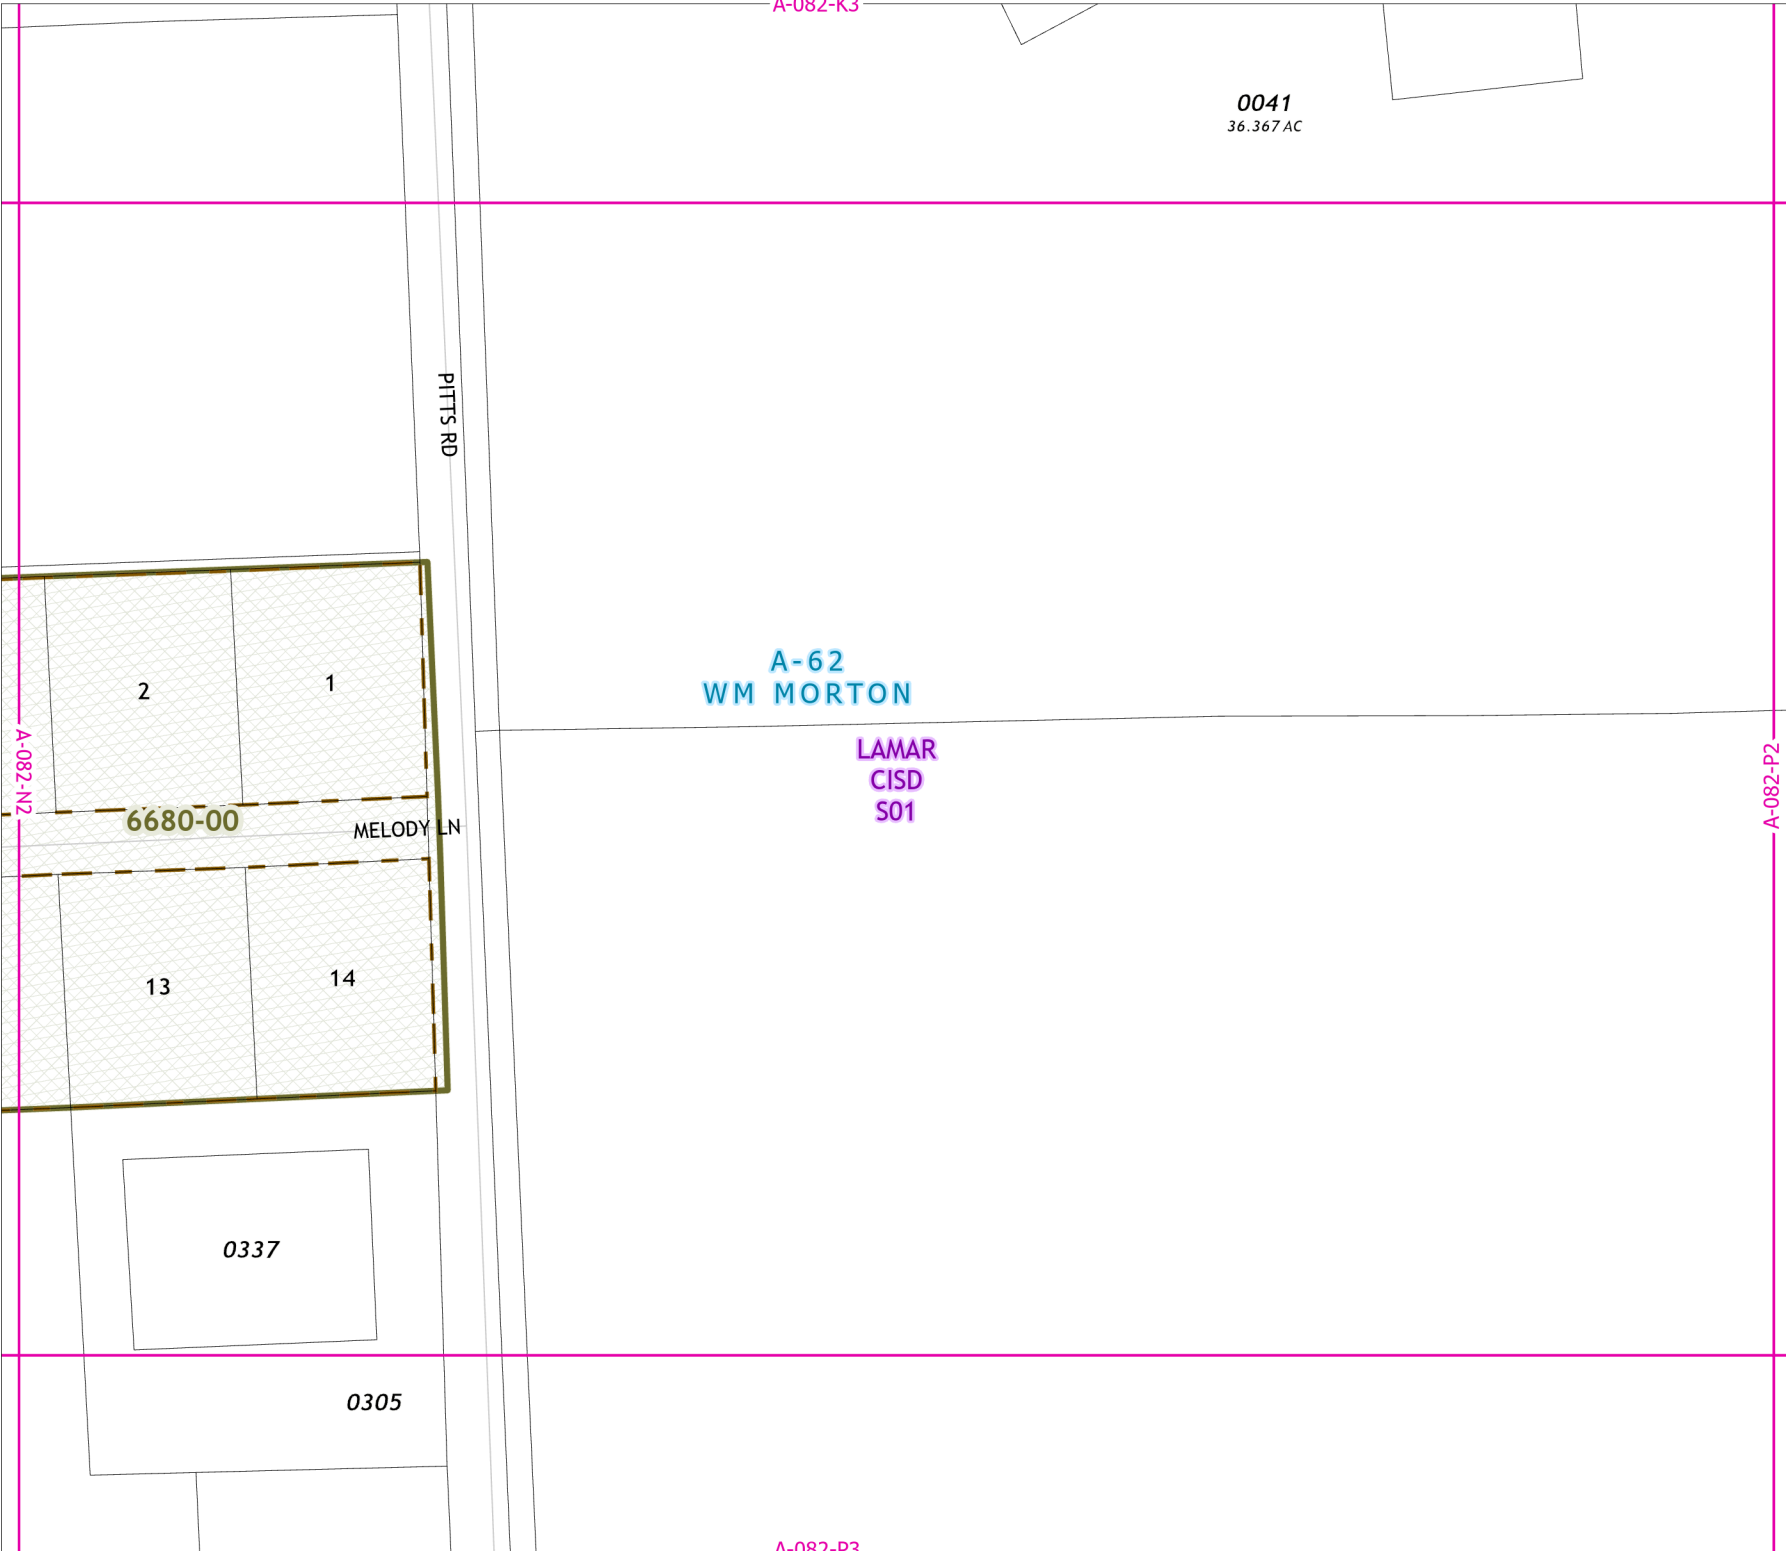 A-082-K3
0041
36.367 AC
PITTS RD
A-62
WM MORTON
2
1
LAMAR
CISD
S01
A-082-N2
A-082-P2
6680-00
MELODY LN
13
14
0337
0305
A-082-P3